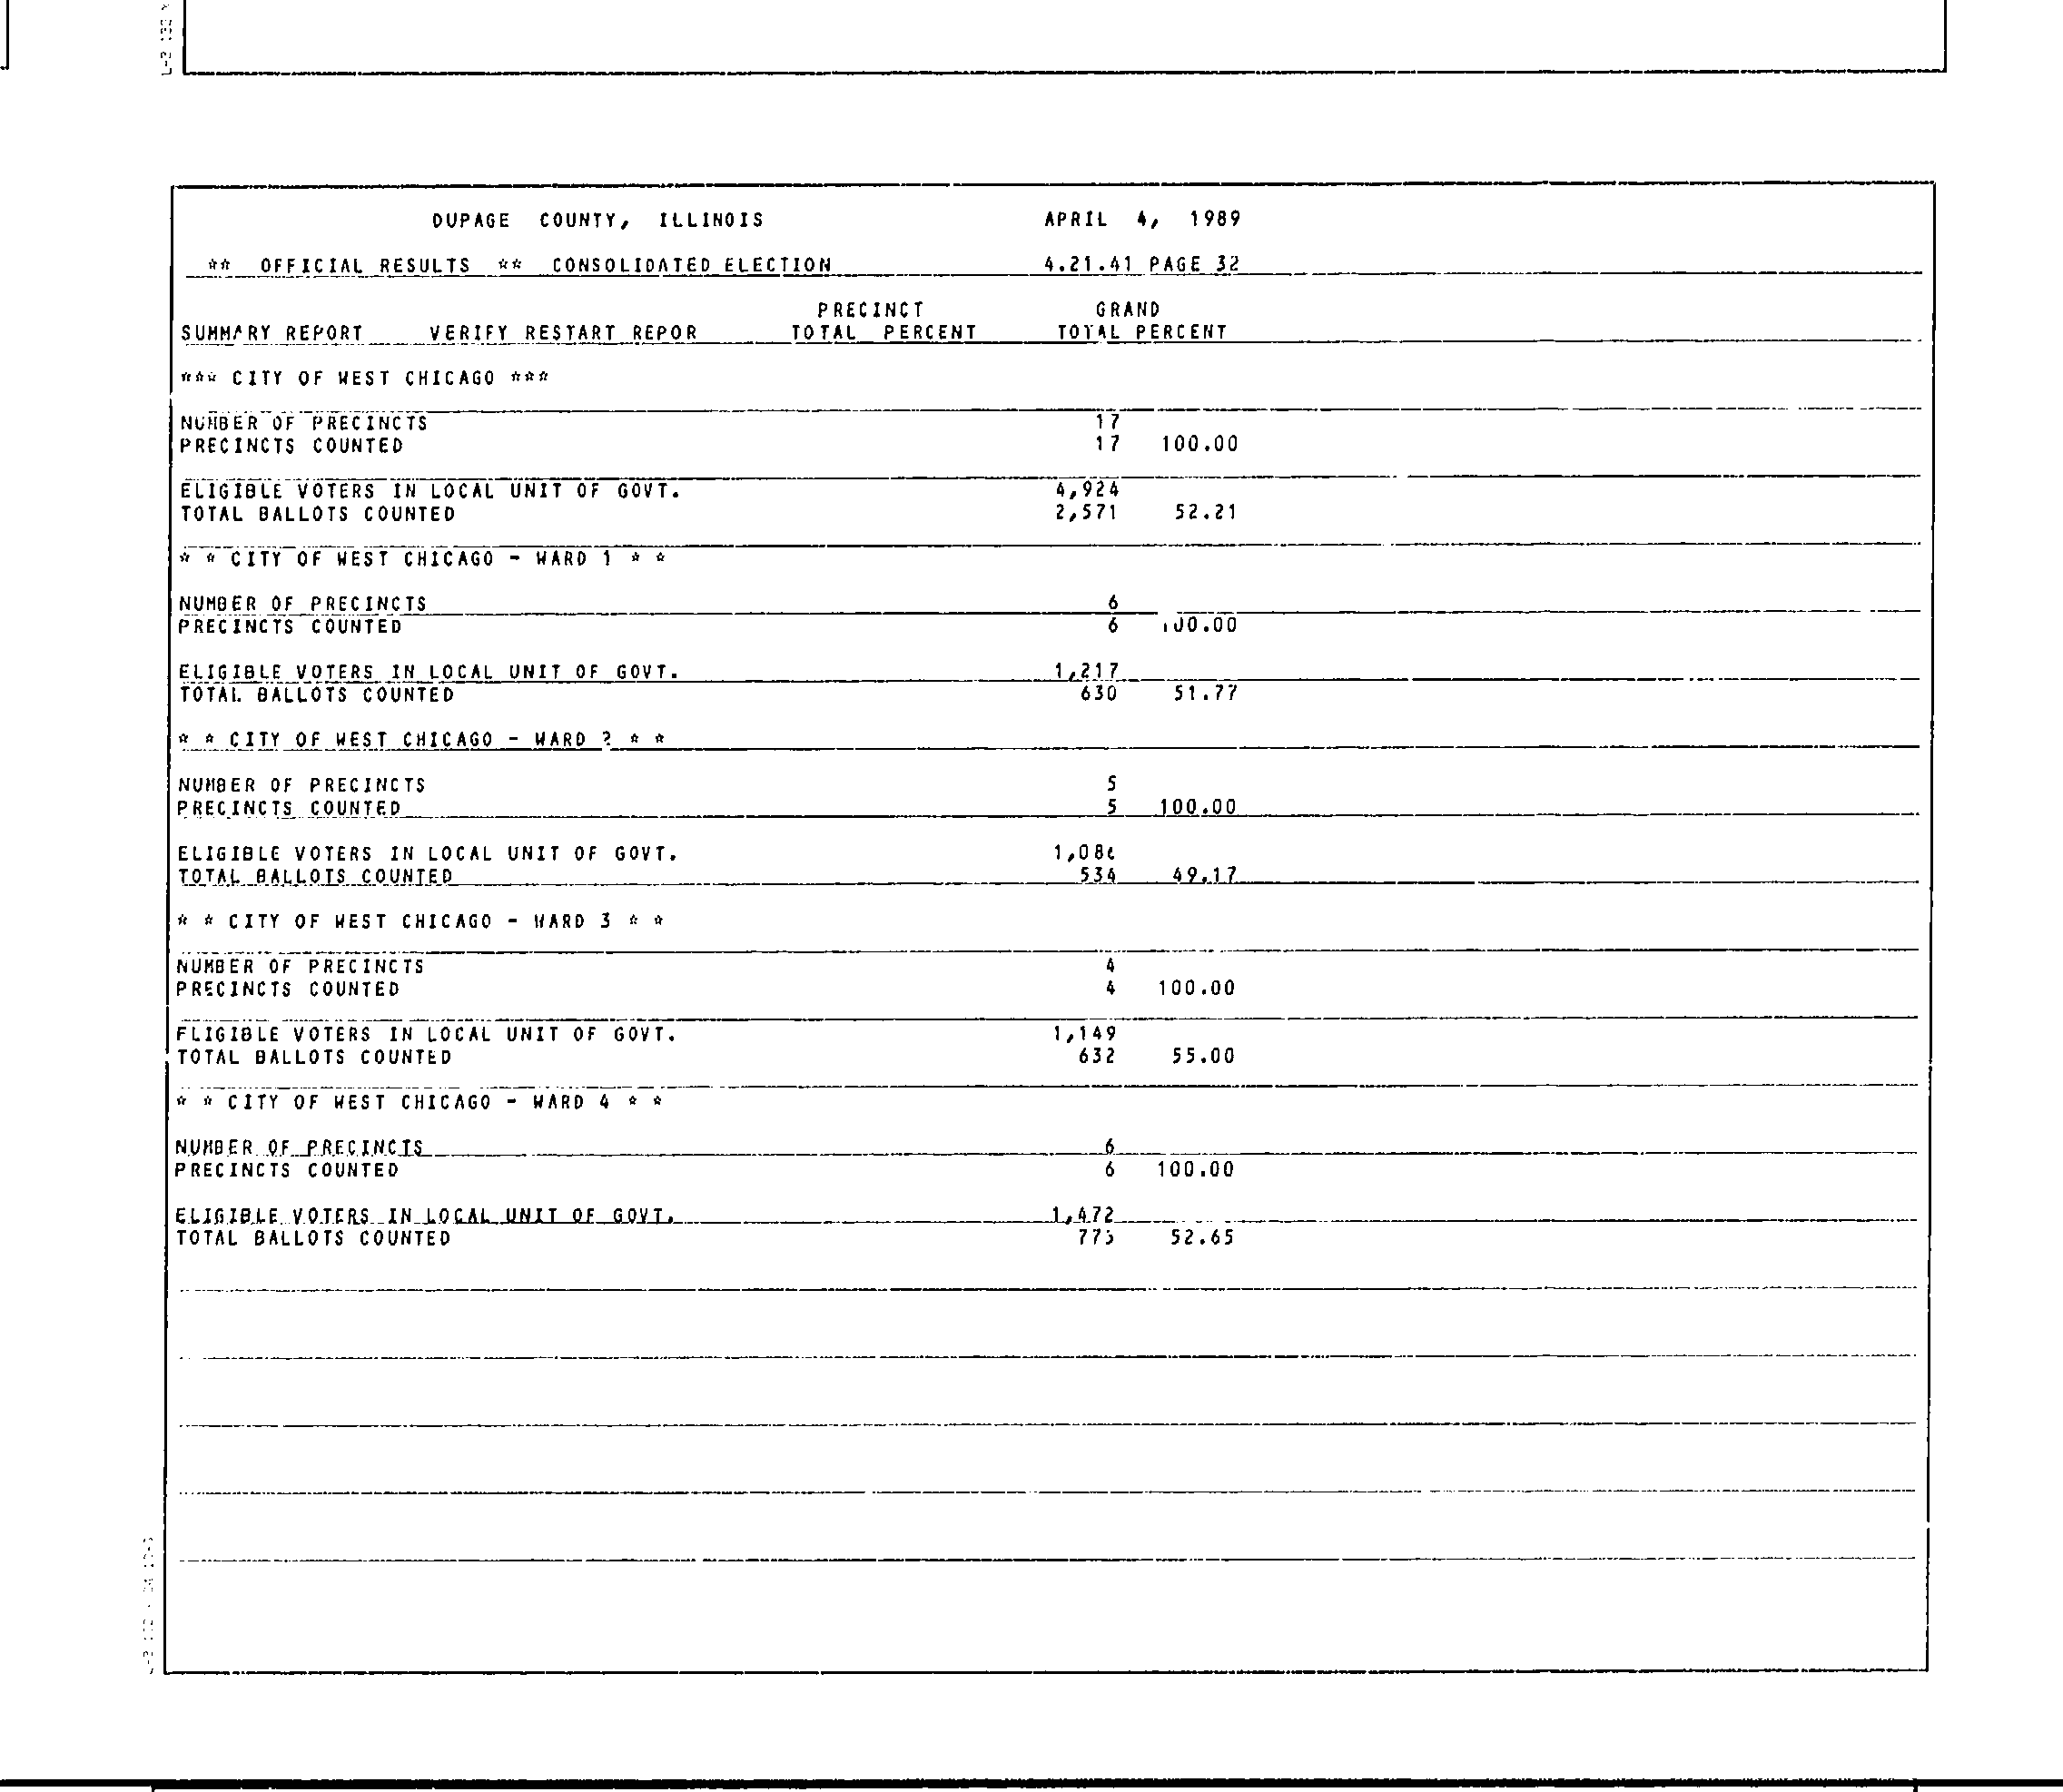 DUPAGE COUNTY, ILLINOIS APRIL 4, 1989
** OFFICIAL RESULTS ** CONSOLIDATED ELECTION 4.21.41 PAGE 32
PRECINCT GRAND
SUMMARY REPORT VERIFY RESTART REPOR TOTAL PERCENT TOTAL PERCENT
*** CITY OF WEST CHICAGO ***
NUMBER OF PRECINCTS 17
PRECINCTS COUNTED 17 100.00
ELIGIBLE VOTERS IN LOCAL UNIT OF GOVT. 4,924
TOTAL BALLOTS COUNTED 2,571 52.21
* * CITY OF WEST CHICAGO - WARD 1 * *
NUMBER OF PRECINCTS 6
PRECINCTS COUNTED 6 100.00
ELIGIBLE VOTERS IN LOCAL UNIT OF GOVT. 1,217
TOTAL BALLOTS COUNTED 630 51.77
* * CITY OF WEST CHICAGO - WARD 2 * *
NUMBER OF PRECINCTS 5
PRECINCTS COUNTED 5 100.00
ELIGIBLE VOTERS IN LOCAL UNIT OF GOVT. 1,086
TOTAL BALLOTS COUNTED 534 49.17
* * CITY OF WEST CHICAGO - WARD 3 * *
NUMBER OF PRECINCTS 4
PRECINCTS COUNTED 4 100.00
ELIGIBLE VOTERS IN LOCAL UNIT OF GOVT. 1,149
TOTAL BALLOTS COUNTED 632 55.00
* * CITY OF WEST CHICAGO - WARD 4 * *
NUMBER OF PRECINCTS 6
PRECINCTS COUNTED 6 100.00
ELIGIBLE VOTERS IN LOCAL UNIT OF GOVT. 1,472
TOTAL BALLOTS COUNTED 775 52.65